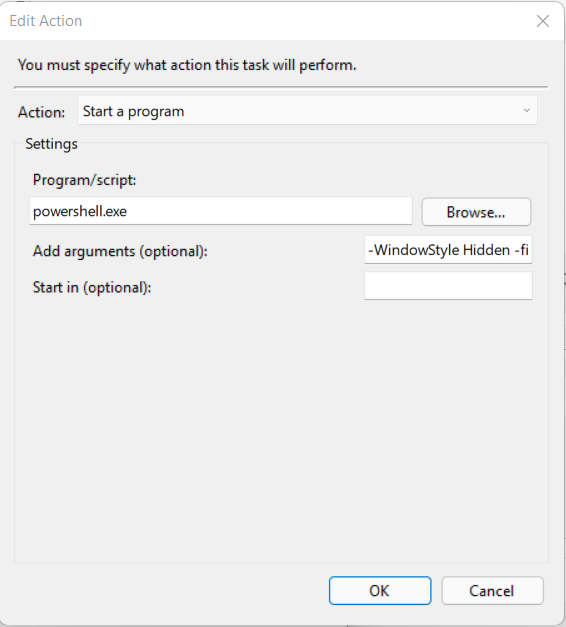 Edit Action
You must specify what action this task will perform.
Action: Start a program
Settings
Program/script:
powershell.exe Browse...
Add arguments (optional): -WindowStyle Hidden -fi
Start in (optional):
OK Cancel